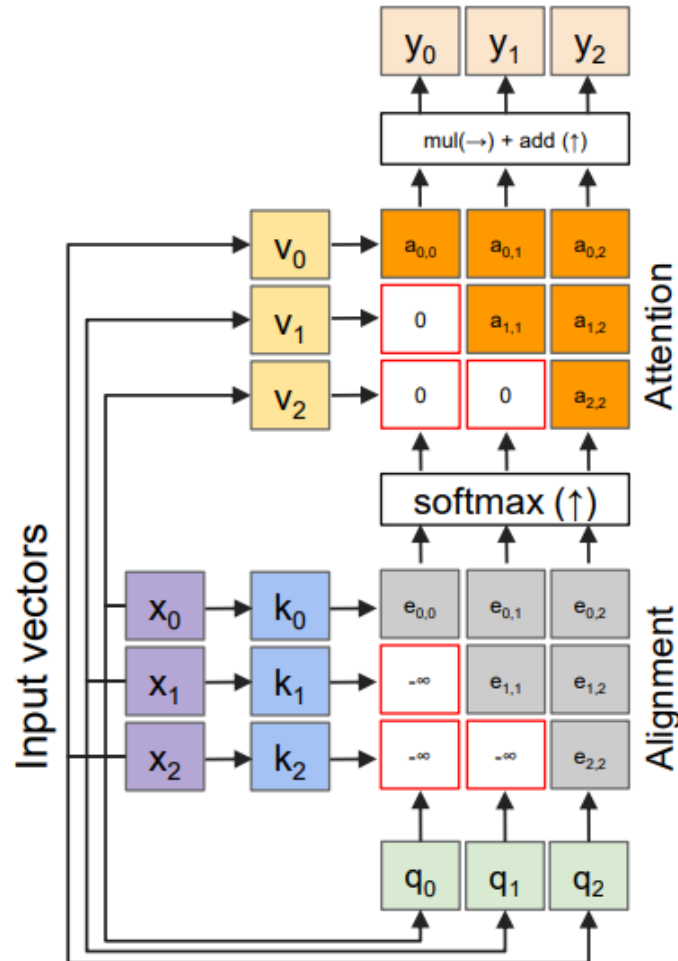 y₀ y₁ y₂
mul(→) + add (↑)
v₀ a₀,₀ a₀,₁ a₀,₂
v₁ 0 a₁,₁ a₁,₂
v₂ 0 0 a₂,₂
Attention
softmax (↑)
Input vectors
x₀ k₀ e₀,₀ e₀,₁ e₀,₂
x₁ k₁ -∞ e₁,₁ e₁,₂
x₂ k₂ -∞ -∞ e₂,₂
Alignment
q₀ q₁ q₂